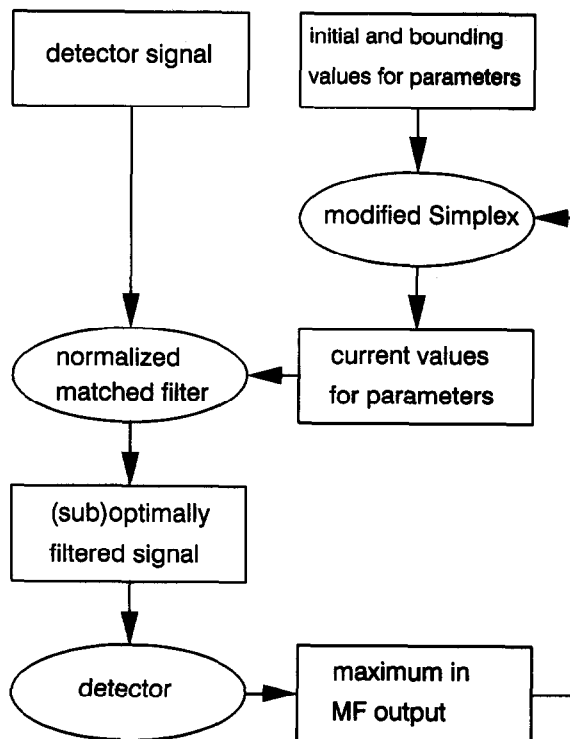 detector signal
initial and bounding
values for parameters
modified Simplex
normalized
matched filter
current values
for parameters
(sub)optimally
filtered signal
detector
maximum in
MF output